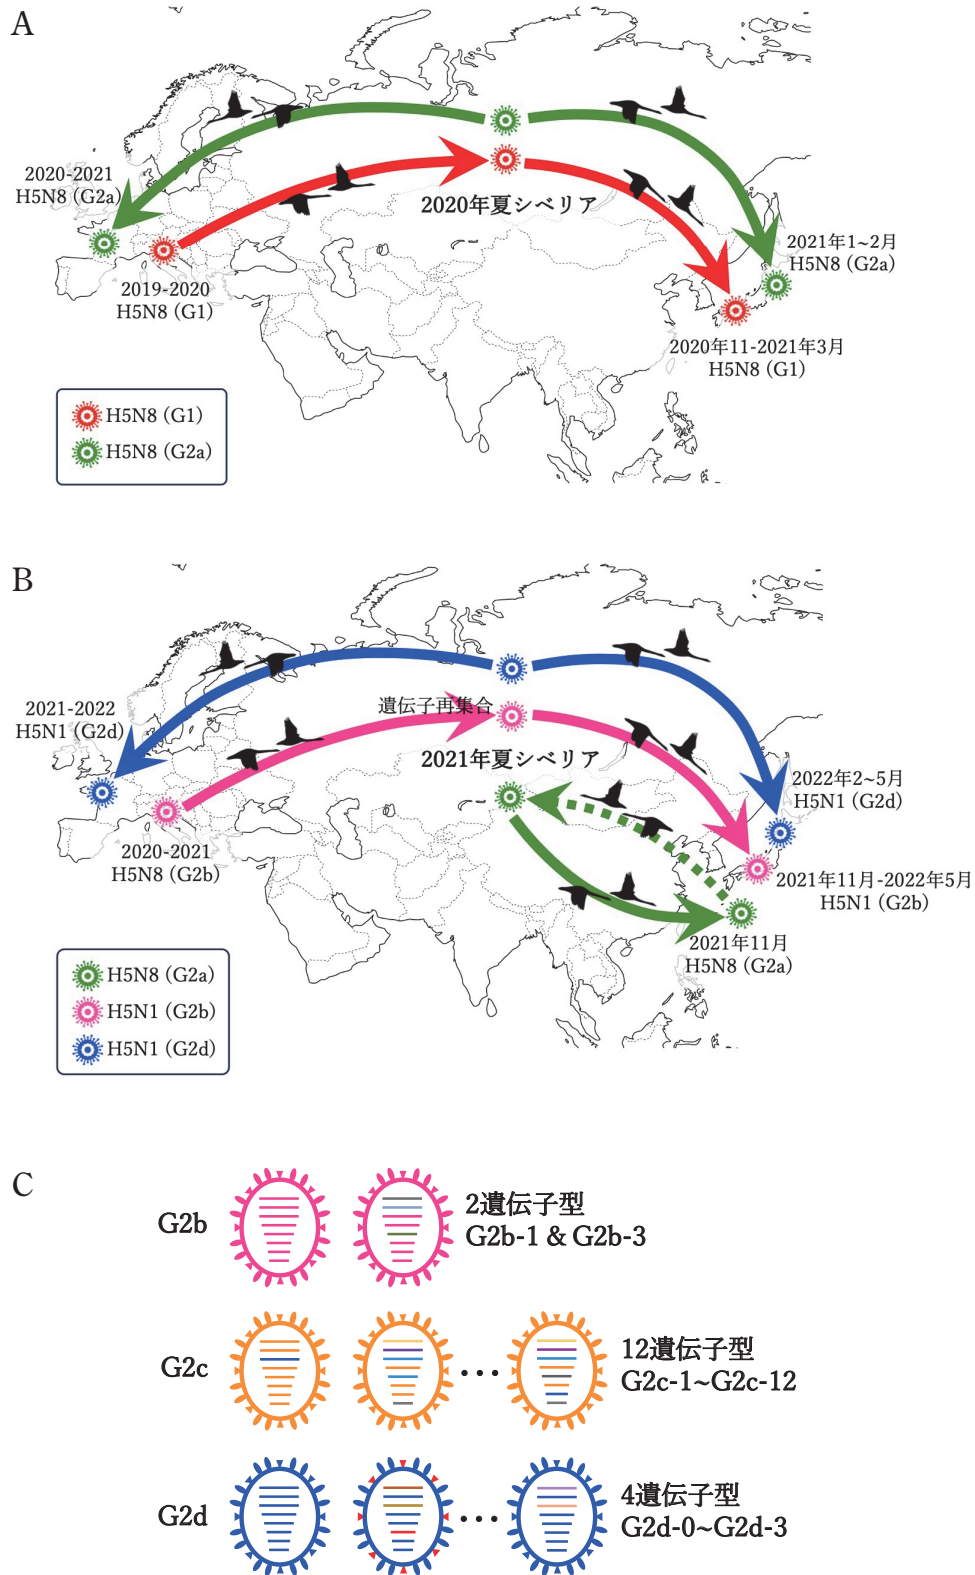 A
2020-2021
H5N8 (G2a)
2019-2020
H5N8 (G1)
2020年夏シベリア
2021年1~2月
H5N8 (G2a)
2020年11-2021年3月
H5N8 (G1)
H5N8 (G1)
H5N8 (G2a)
B
2021-2022
H5N1 (G2d)
遺伝子再集合
2021年夏シベリア
2020-2021
H5N8 (G2b)
2022年2~5月
H5N1 (G2d)
2021年11月-2022年5月
H5N1 (G2b)
2021年11月
H5N8 (G2a)
H5N8 (G2a)
H5N1 (G2b)
H5N1 (G2d)
C
G2b
2遺伝子型
G2b-1 & G2b-3
G2c
...
12遺伝子型
G2c-1~G2c-12
G2d
...
4遺伝子型
G2d-0~G2d-3